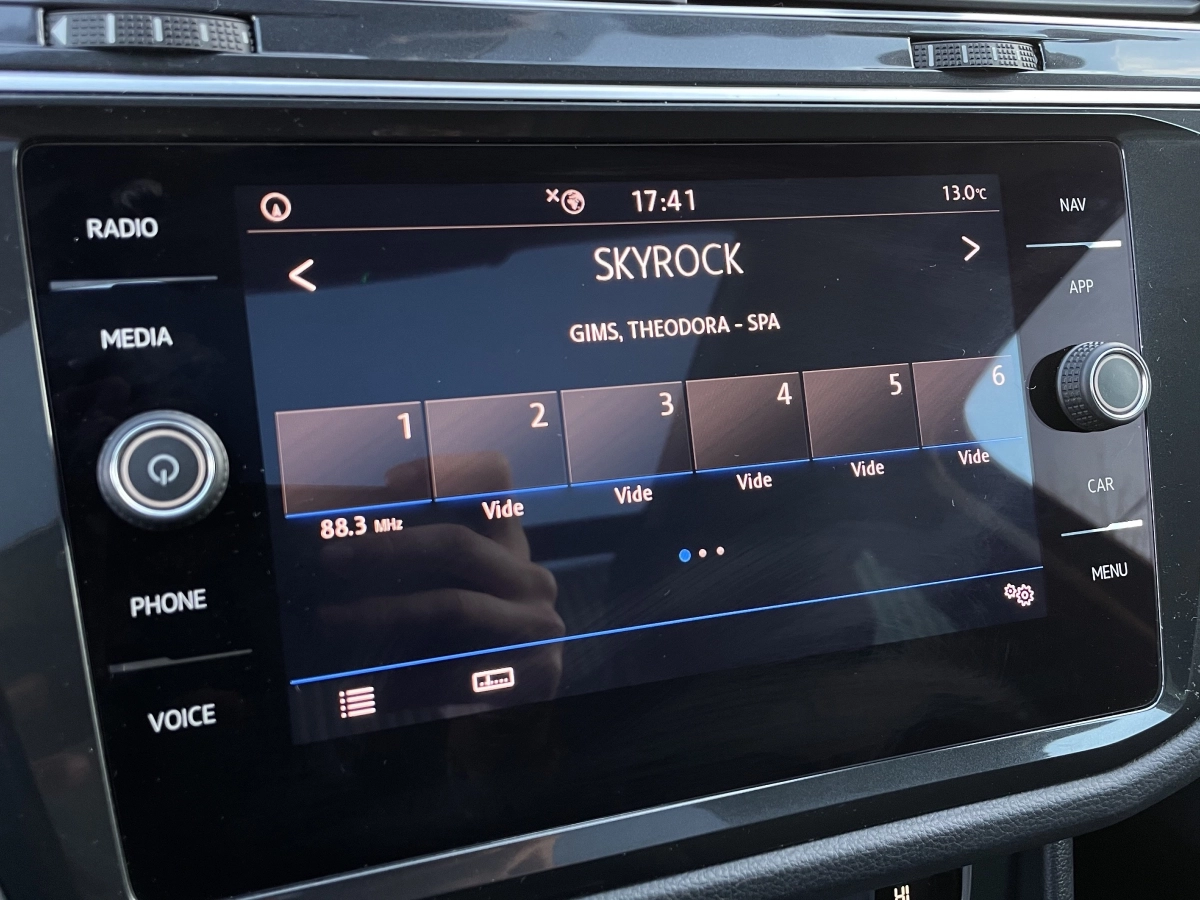 17:41
13.0°C
RADIO
MEDIA
PHONE
VOICE
SKYROCK
GIMS, THEODORA - SPA
1
2
3
4
5
6
88.3 MHz
Vide
Vide
Vide
Vide
Vide
NAV
APP
CAR
MENU
HI